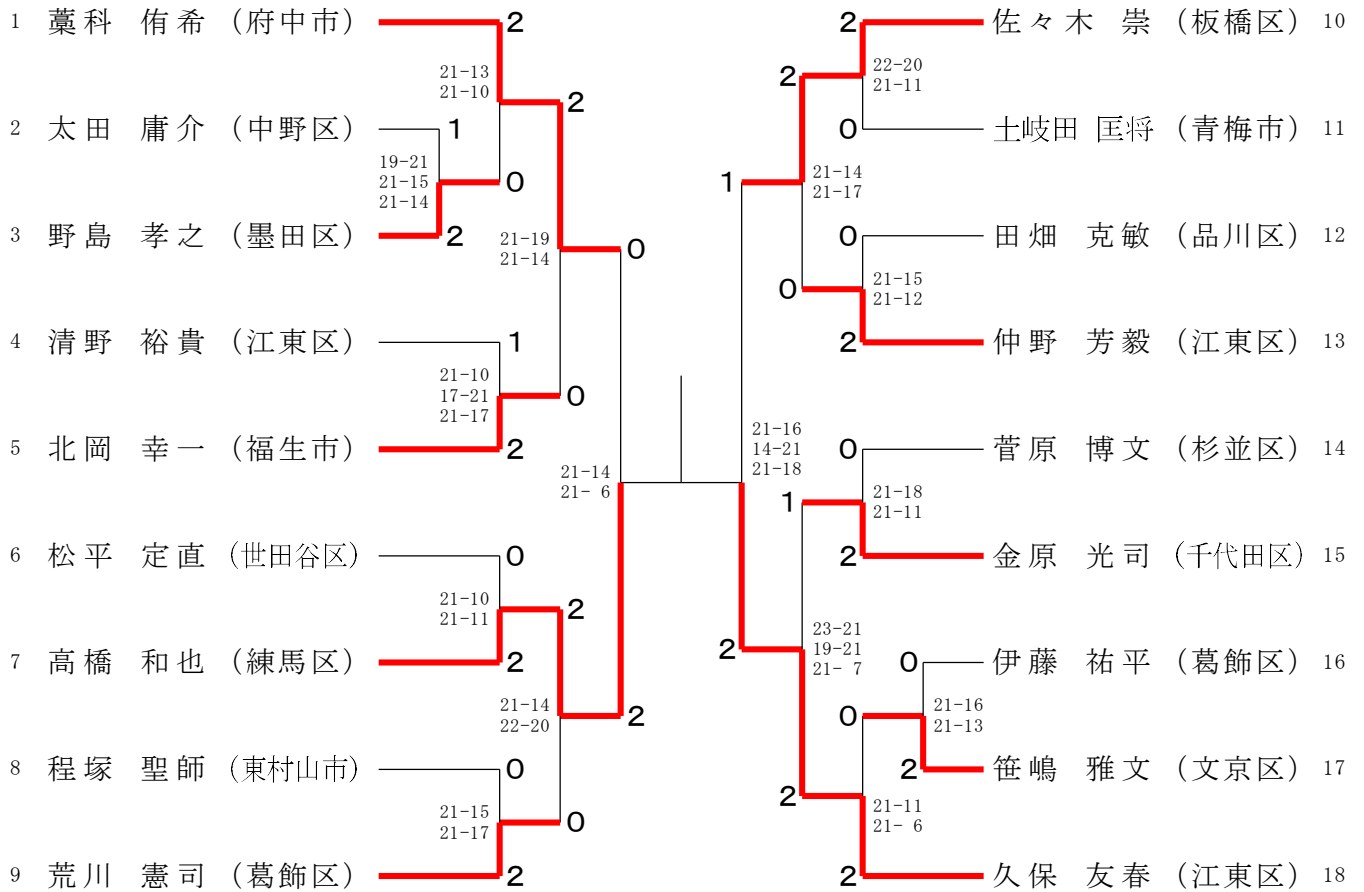 1 藁科 侑希 (府中市) 2
21-13
21-10
2
2 太田 庸介 (中野区) 1
19-21
21-15
21-14
0
3 野島 孝之 (墨田区) 2
21-19
21-14
0
4 清野 裕貴 (江東区) 1
21-10
17-21
21-17
0
5 北岡 幸一 (福生市) 2
21-14
21- 6
6 松平 定直 (世田谷区) 0
21-10
21-11
2
7 高橋 和也 (練馬区) 2
21-14
22-20
2
8 程塚 聖師 (東村山市) 0
21-15
21-17
0
9 荒川 憲司 (葛飾区) 2
2 佐々木 崇 (板橋区) 10
2
22-20
21-11
0 土岐田 匡将 (青梅市) 11
1
21-14
21-17
0 田畑 克敏 (品川区) 12
0
21-15
21-12
2 仲野 芳毅 (江東区) 13
21-16
14-21
21-18
0 菅原 博文 (杉並区) 14
1
21-18
21-11
2 金原 光司 (千代田区) 15
2
23-21
19-21
21- 7
0 伊藤 祐平 (葛飾区) 16
0
21-16
21-13
2 笹嶋 雅文 (文京区) 17
2
21-11
21- 6
2 久保 友春 (江東区) 18